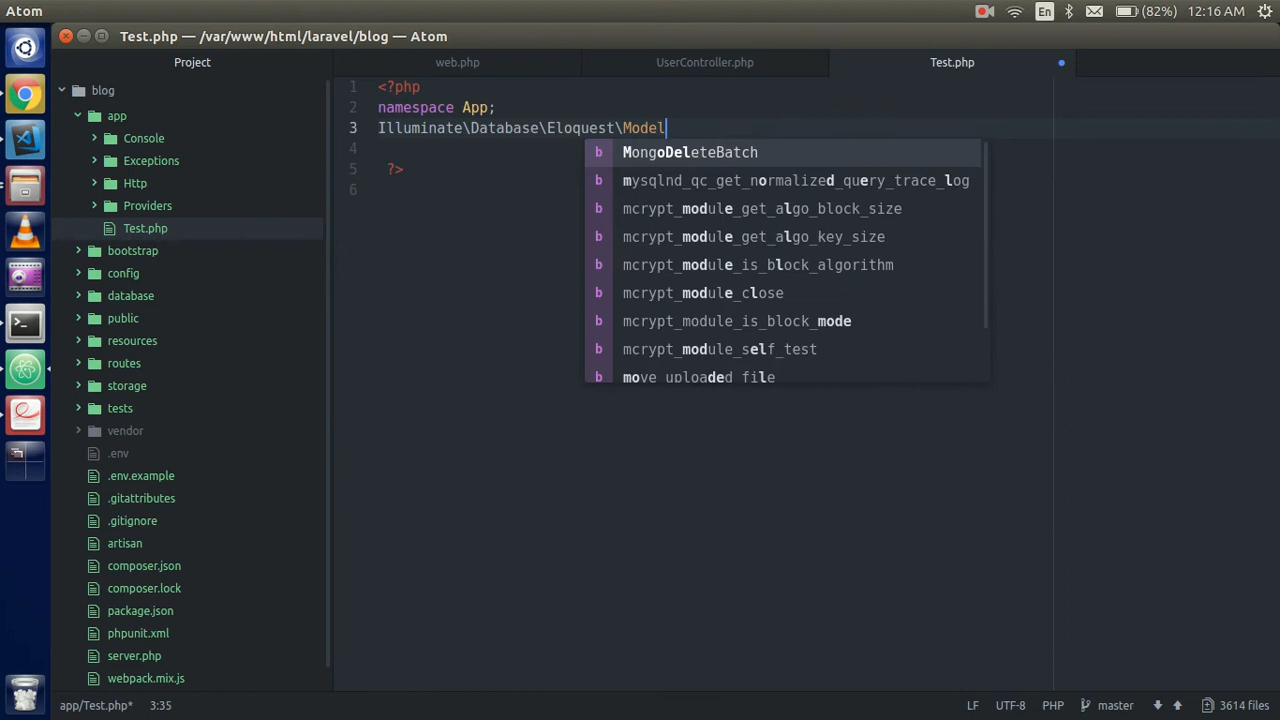 Atom
En
(82%)
12:16 AM
Test.php — /var/www/html/laravel/blog — Atom
Project
web.php
UserController.php
Test.php
blog
app
Console
Exceptions
Http
Providers
Test.php
bootstrap
config
database
public
resources
routes
storage
tests
vendor
.env
.env.example
.gitattributes
.gitignore
artisan
composer.json
composer.lock
package.json
phpunit.xml
server.php
webpack.mix.js
1 <?php
2 namespace App;
3 Illuminate\Database\Eloquest\Model
4
5 ?>
6
b MongoDeleteBatch
b mysqlnd_qc_get_normalized_query_trace_log
b mcrypt_module_get_algo_block_size
b mcrypt_module_get_algo_key_size
b mcrypt_module_is_block_algorithm
b mcrypt_module_close
b mcrypt_module_is_block_mode
b mcrypt_module_self_test
b move_uploaded_file
app/Test.php* 3:35
LF UTF-8 PHP master 3614 files